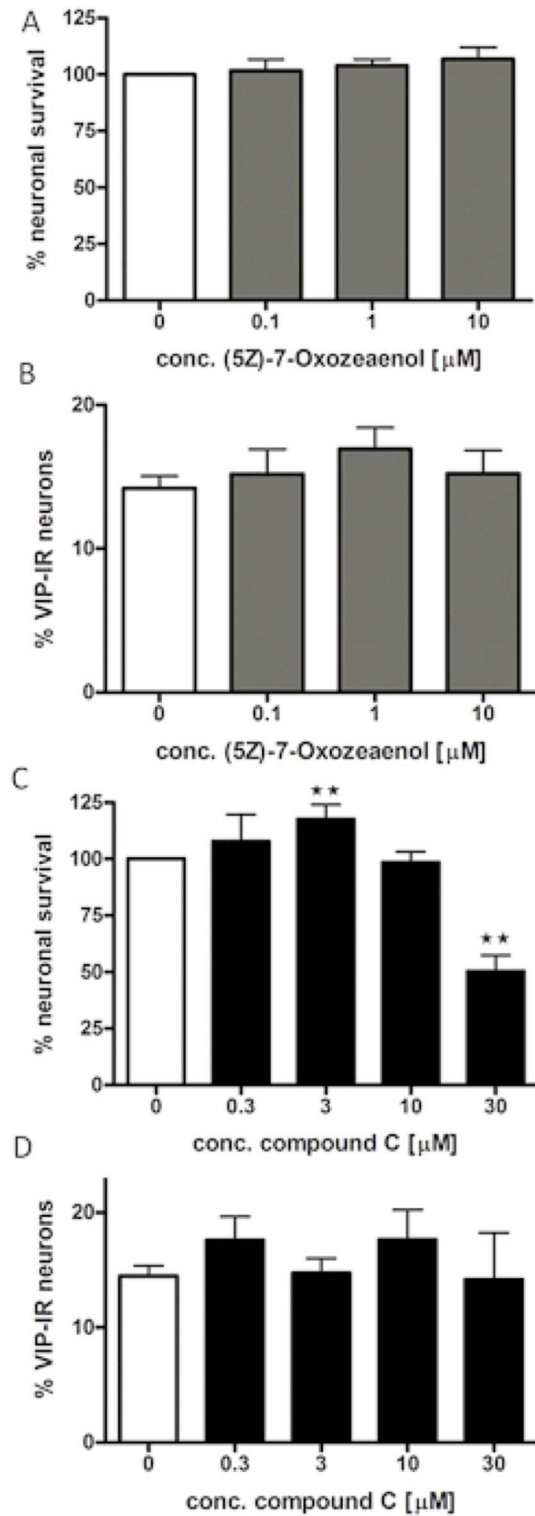 A
% neuronal survival
125
100
75
50
25
0
0 0.1 1 10
conc. (5Z)-7-Oxozeaenol [μM]
B
% VIP-IR neurons
20
10
0
0 0.1 1 10
conc. (5Z)-7-Oxozeaenol [μM]
C
% neuronal survival
125
100
75
50
25
0
★★
★★
0 0.3 3 10 30
conc. compound C [μM]
D
% VIP-IR neurons
20
10
0
0 0.3 3 10 30
conc. compound C [μM]